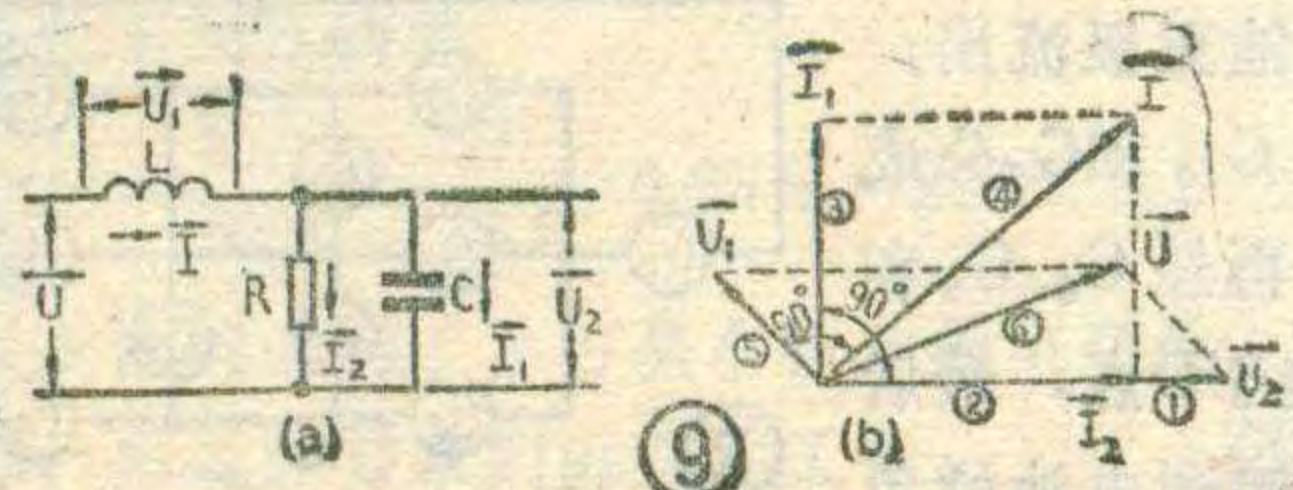 U₁
L
I
U
R
I₂
C
I₁
U₂
(a)
I₁
I
③
④
U₁
U
90°
90°
⑤
⑥
②
①
U₂
I₂
⑨
(b)